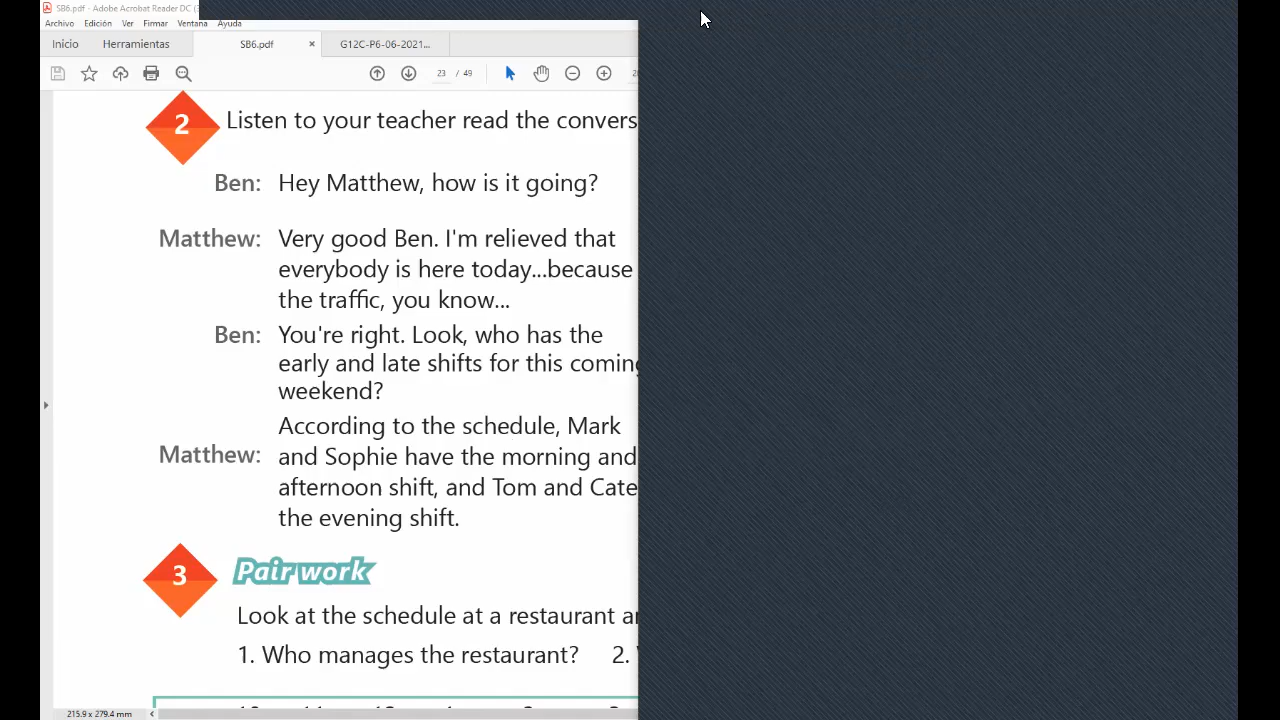 SB6.pdf - Adobe Acrobat Reader DC
Archivo Edición Ver Firmar Ventana Ayuda
Inicio Herramientas SB6.pdf × G12C-P6-06-2021...
23 / 49
2 Listen to your teacher read the convers
Ben: Hey Matthew, how is it going?
Matthew: Very good Ben. I'm relieved that
everybody is here today...because
the traffic, you know...
Ben: You're right. Look, who has the
early and late shifts for this coming
weekend?
According to the schedule, Mark
Matthew: and Sophie have the morning and
afternoon shift, and Tom and Cate
the evening shift.
3 Pair work
Look at the schedule at a restaurant
1. Who manages the restaurant? 2.
215.9 x 279.4 mm